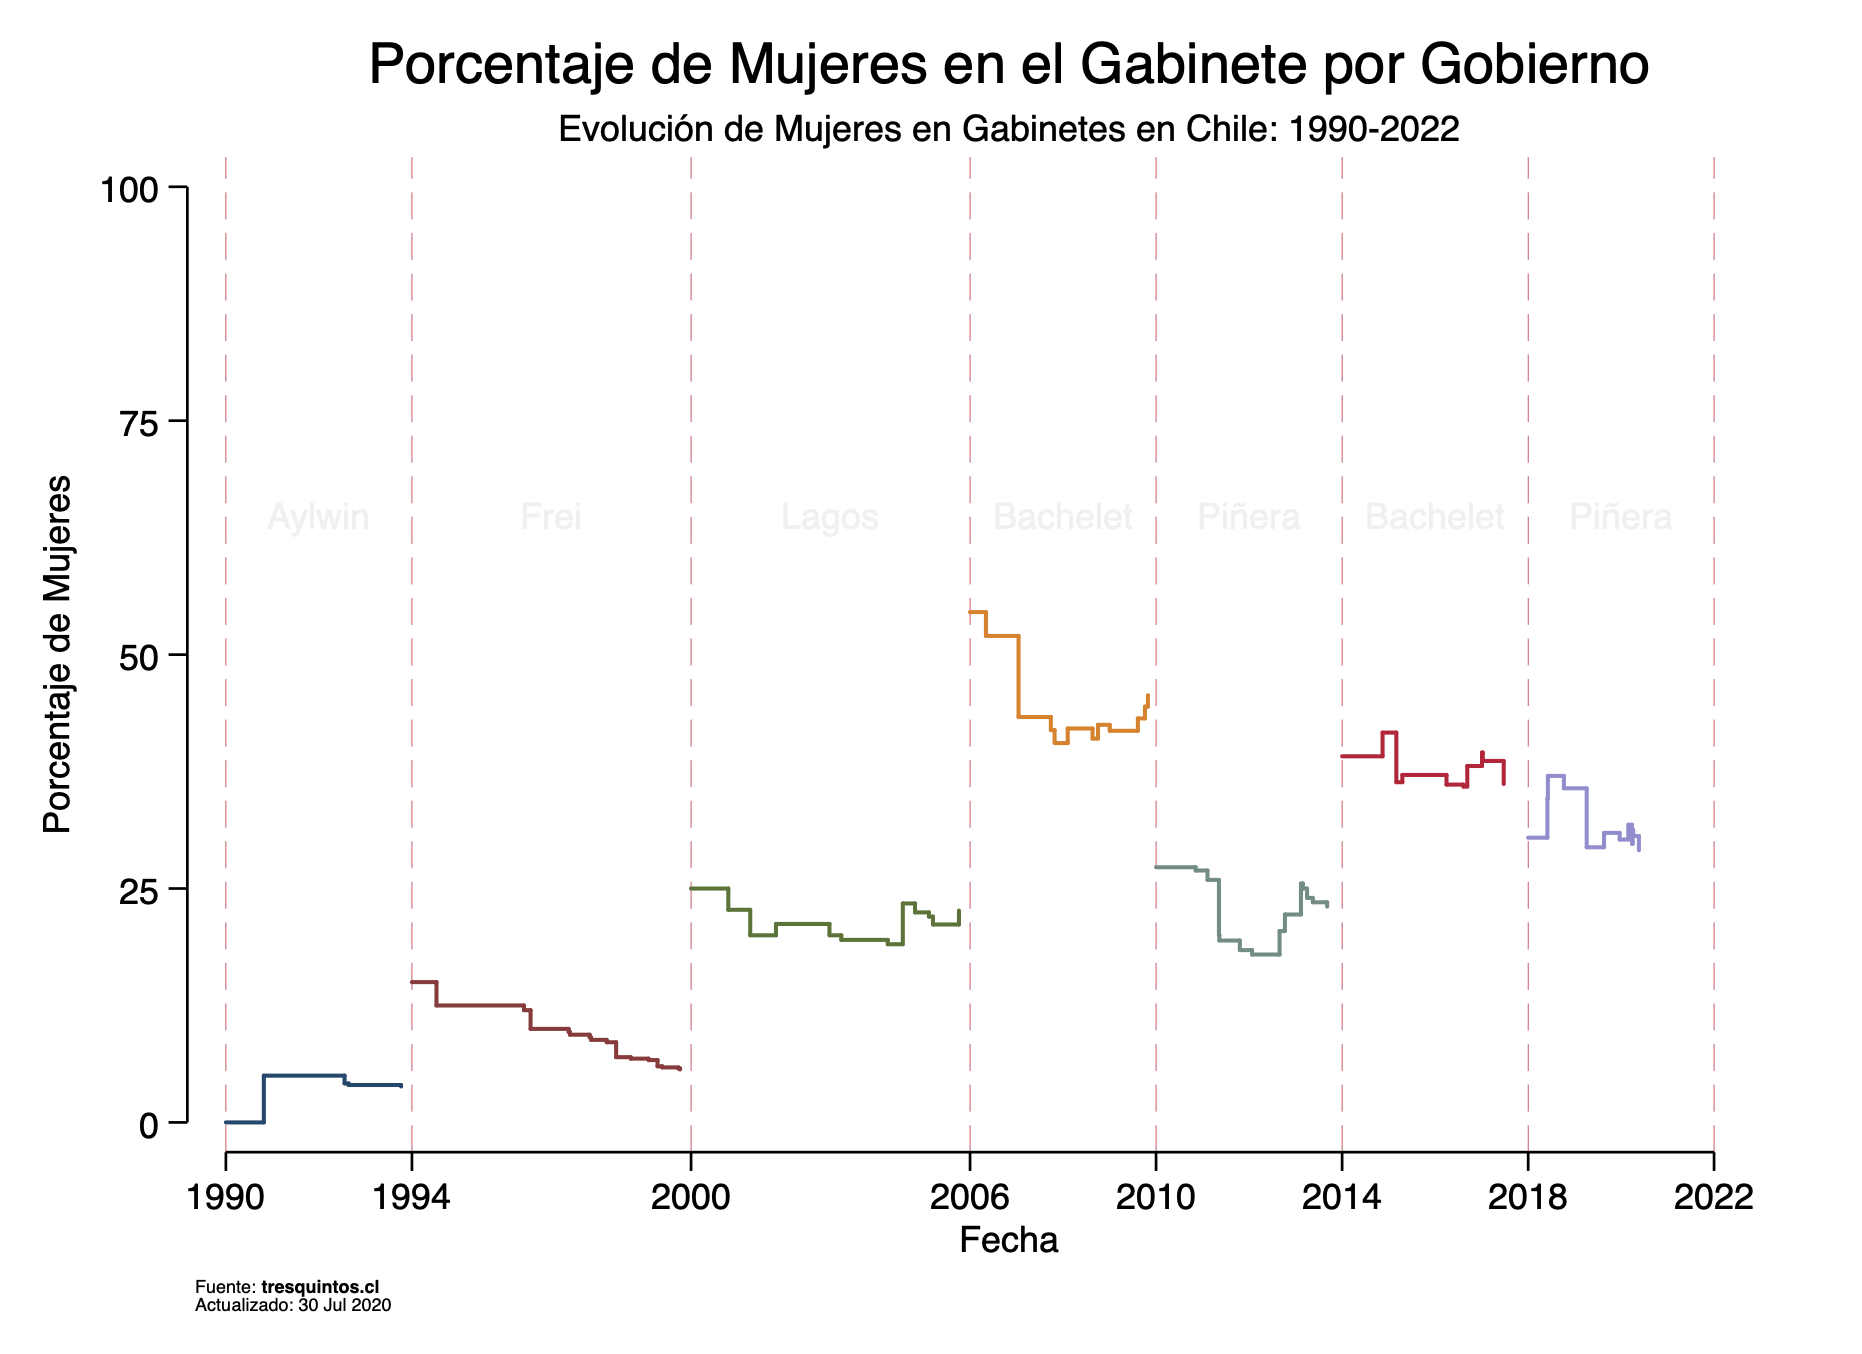 Porcentaje de Mujeres en el Gabinete por Gobierno
Evolución de Mujeres en Gabinetes en Chile: 1990-2022
100
75
50
25
0
Porcentaje de Mujeres
Aylwin
Frei
Lagos
Bachelet
Piñera
Bachelet
Piñera
1990
1994
2000
2006
2010
2014
2018
2022
Fecha
Fuente: tresquintos.cl
Actualizado: 30 Jul 2020